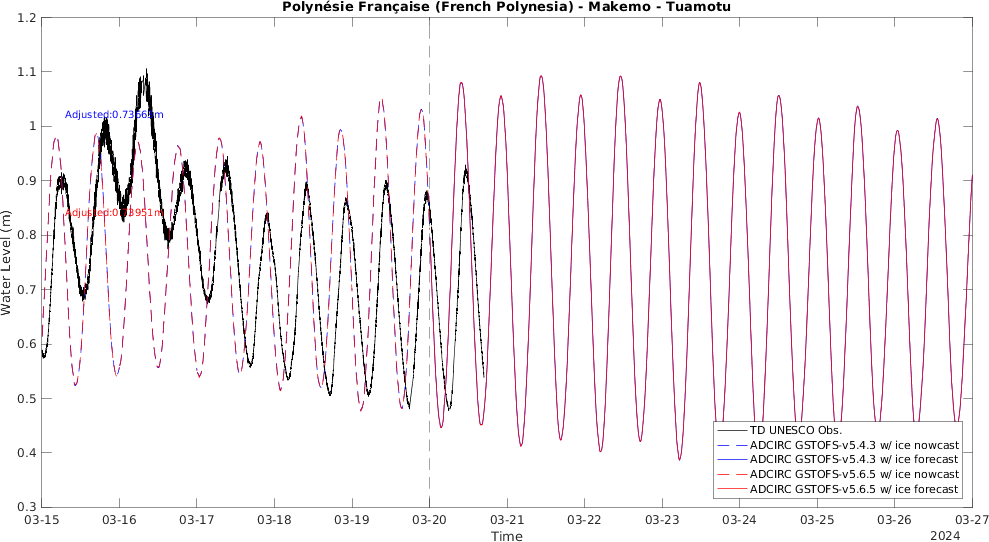 Polynésie Française (French Polynesia) - Makemo - Tuamotu
1.2
1.1
1
0.9
0.8
0.7
0.6
0.5
0.4
0.3
Water Level (m)
Adjusted:
Adjusted:
TD UNESCO Obs.
ADCIRC GSTOFS-v5.4.3 w/ ice nowcast
ADCIRC GSTOFS-v5.4.3 w/ ice forecast
ADCIRC GSTOFS-v5.6.5 w/ ice nowcast
ADCIRC GSTOFS-v5.6.5 w/ ice forecast
03-15 03-16 03-17 03-18 03-19 03-20 03-21 03-22 03-23 03-24 03-25 03-26 03-27
Time
2024